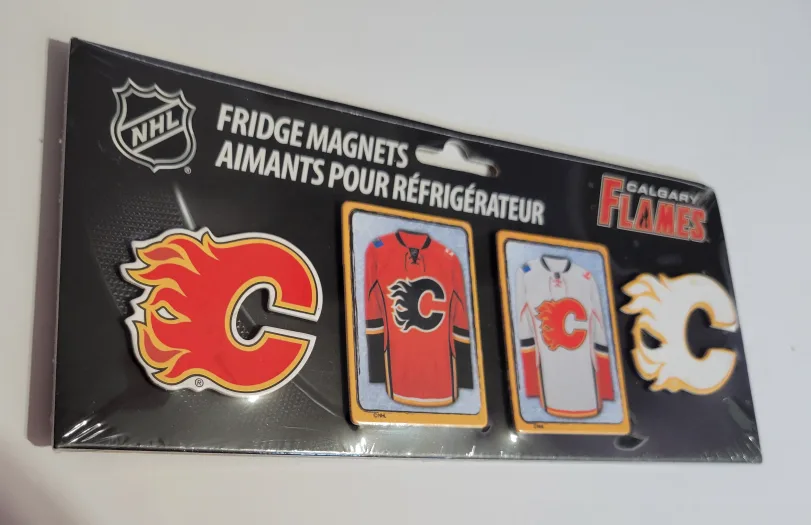 NHL
®
FRIDGE MAGNETS
AIMANTS POUR RÉFRIGÉRATEUR
CALGARY
FLAMES
C
®
C
C
C